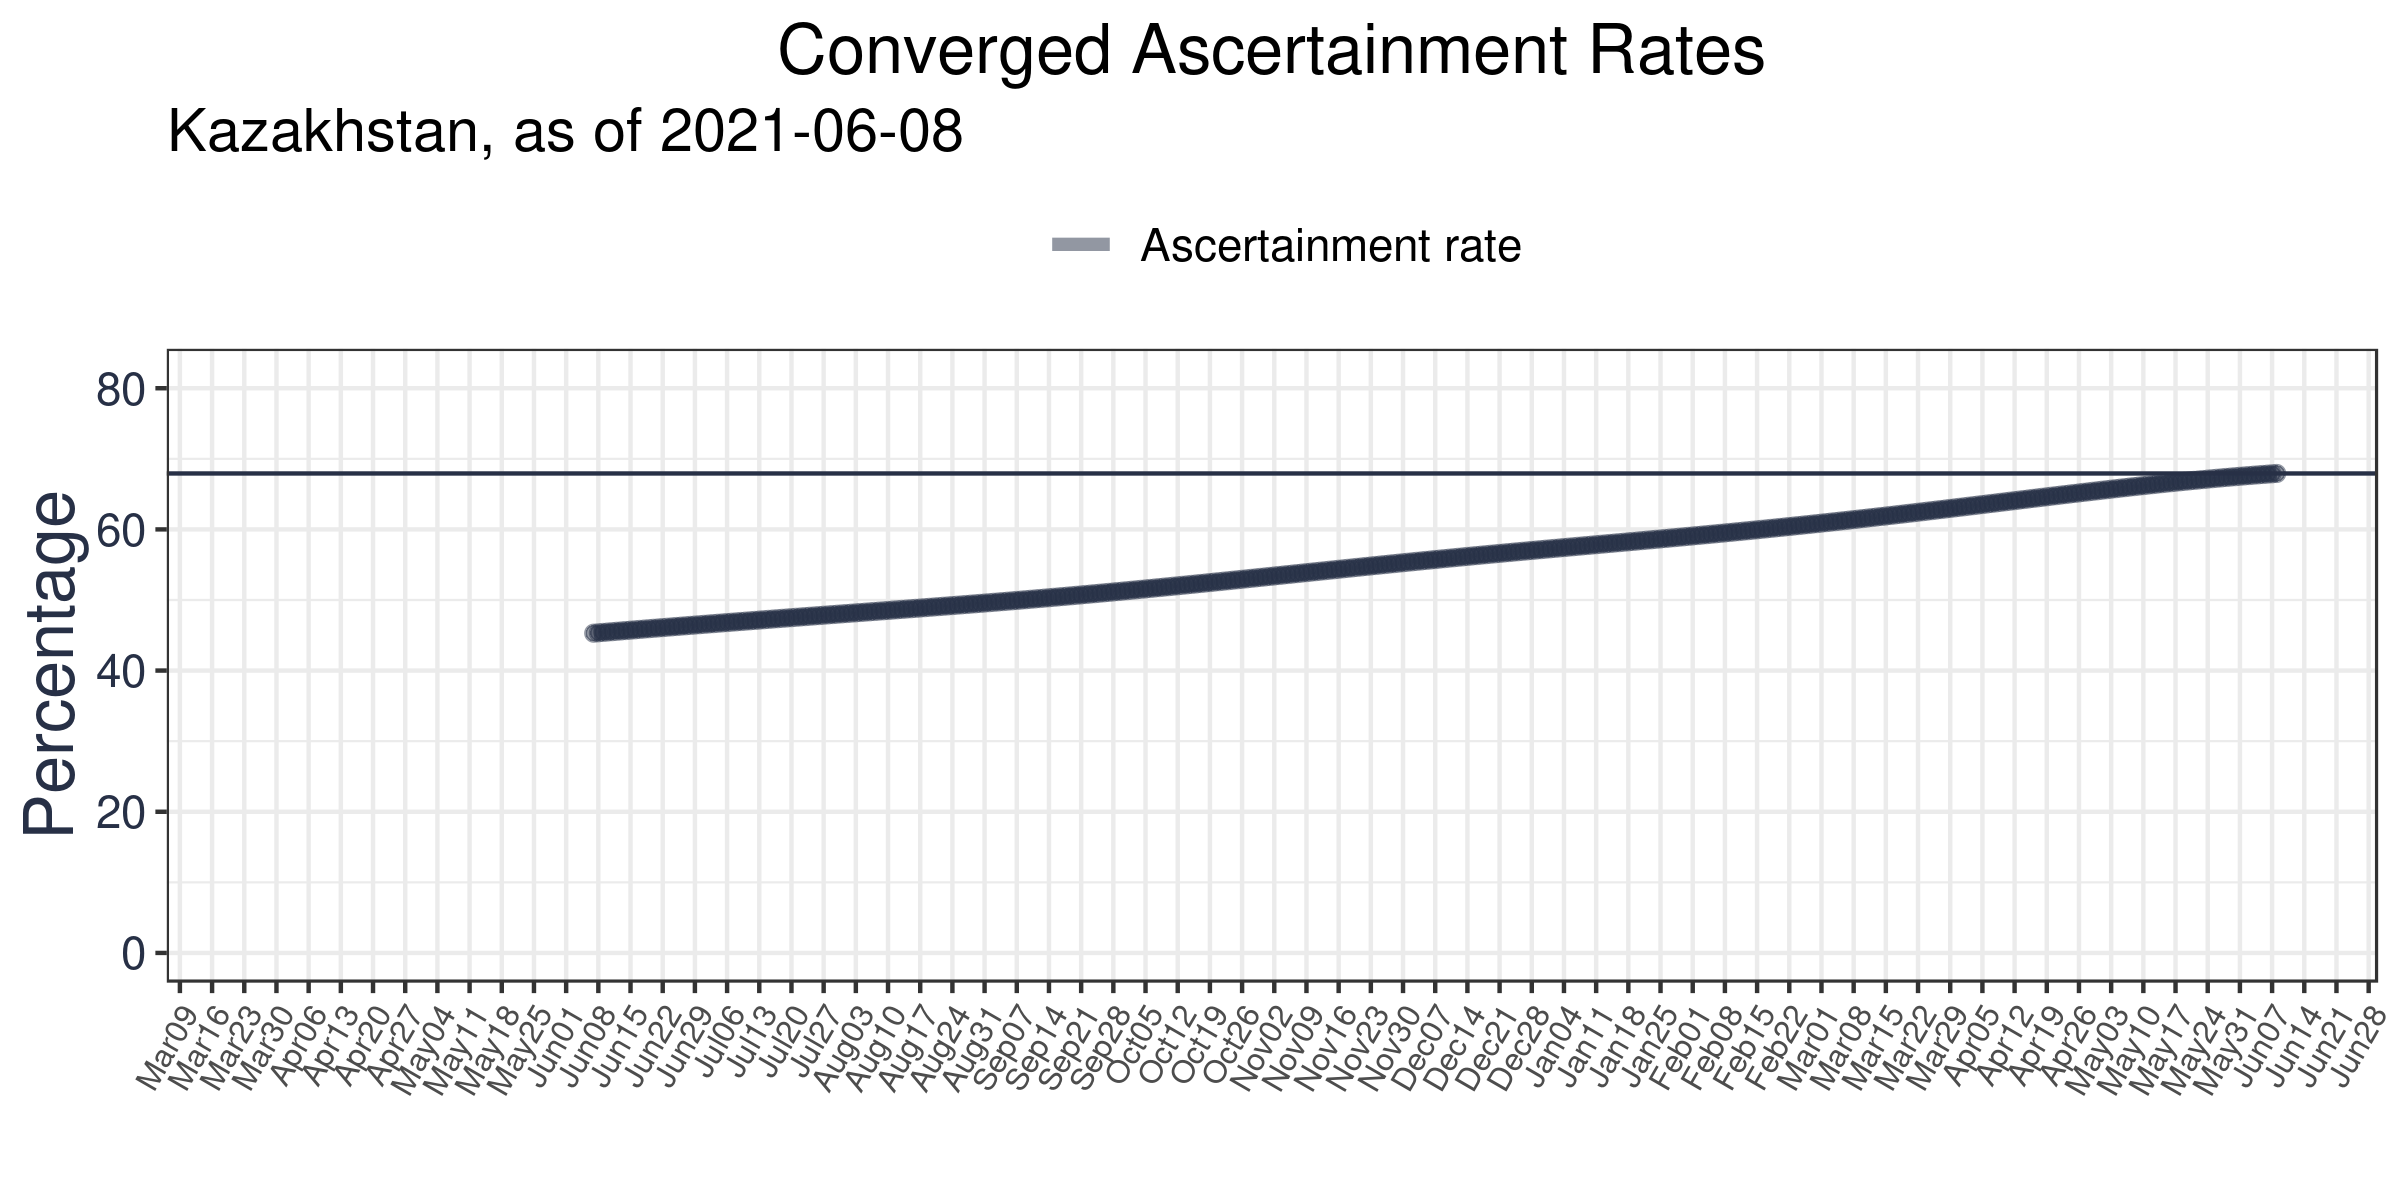 Converged Ascertainment Rates
Kazakhstan, as of 2021-06-08
Ascertainment rate
Percentage
80
60
40
20
0
Mar09 Mar16 Mar23 Mar30 Apr06 Apr13 Apr20 Apr27 May04 May11 May18 May25 Jun01 Jun08 Jun15 Jun22 Jun29 Jul06 Jul13 Jul20 Jul27 Aug03 Aug10 Aug17 Aug24 Aug31 Sep07 Sep14 Sep21 Sep28 Oct05 Oct12 Oct19 Oct26 Nov02 Nov09 Nov16 Nov23 Nov30 Dec07 Dec14 Dec21 Dec28 Jan04 Jan11 Jan18 Jan25 Feb01 Feb08 Feb15 Feb22 Mar01 Mar08 Mar15 Mar22 Mar29 Apr05 Apr12 Apr19 Apr26 May03 May10 May17 May24 May31 Jun07 Jun14 Jun21 Jun28